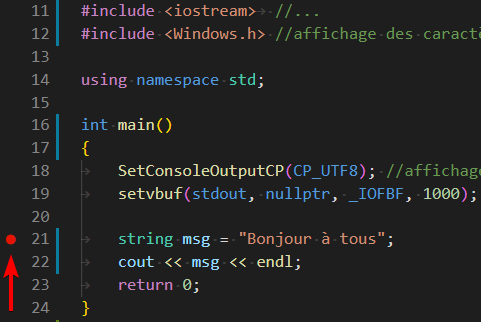 11 #include <iostream> //...
12 #include <Windows.h> //affichage des caractè
13
14 using namespace std;
15
16 int main()
17 {
18 SetConsoleOutputCP(CP_UTF8); //affichage
19 setvbuf(stdout, nullptr, _IOFBF, 1000);
20
21 string msg = "Bonjour à tous";
22 cout << msg << endl;
23 return 0;
24 }